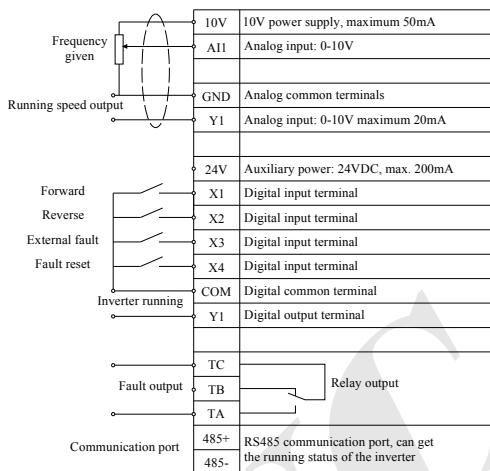 10V 10V power supply, maximum 50mA
Frequency
given
AI1 Analog input: 0-10V
GND Analog common terminals
Running speed output
Y1 Analog input: 0-10V maximum 20mA
24V Auxiliary power: 24VDC, max. 200mA
Forward X1 Digital input terminal
Reverse X2 Digital input terminal
External fault X3 Digital input terminal
Fault reset X4 Digital input terminal
COM Digital common terminal
Inverter running
Y1 Digital output terminal
TC
Fault output TB Relay output
TA
485+ RS485 communication port, can get
Communication port
485- the running status of the inverter